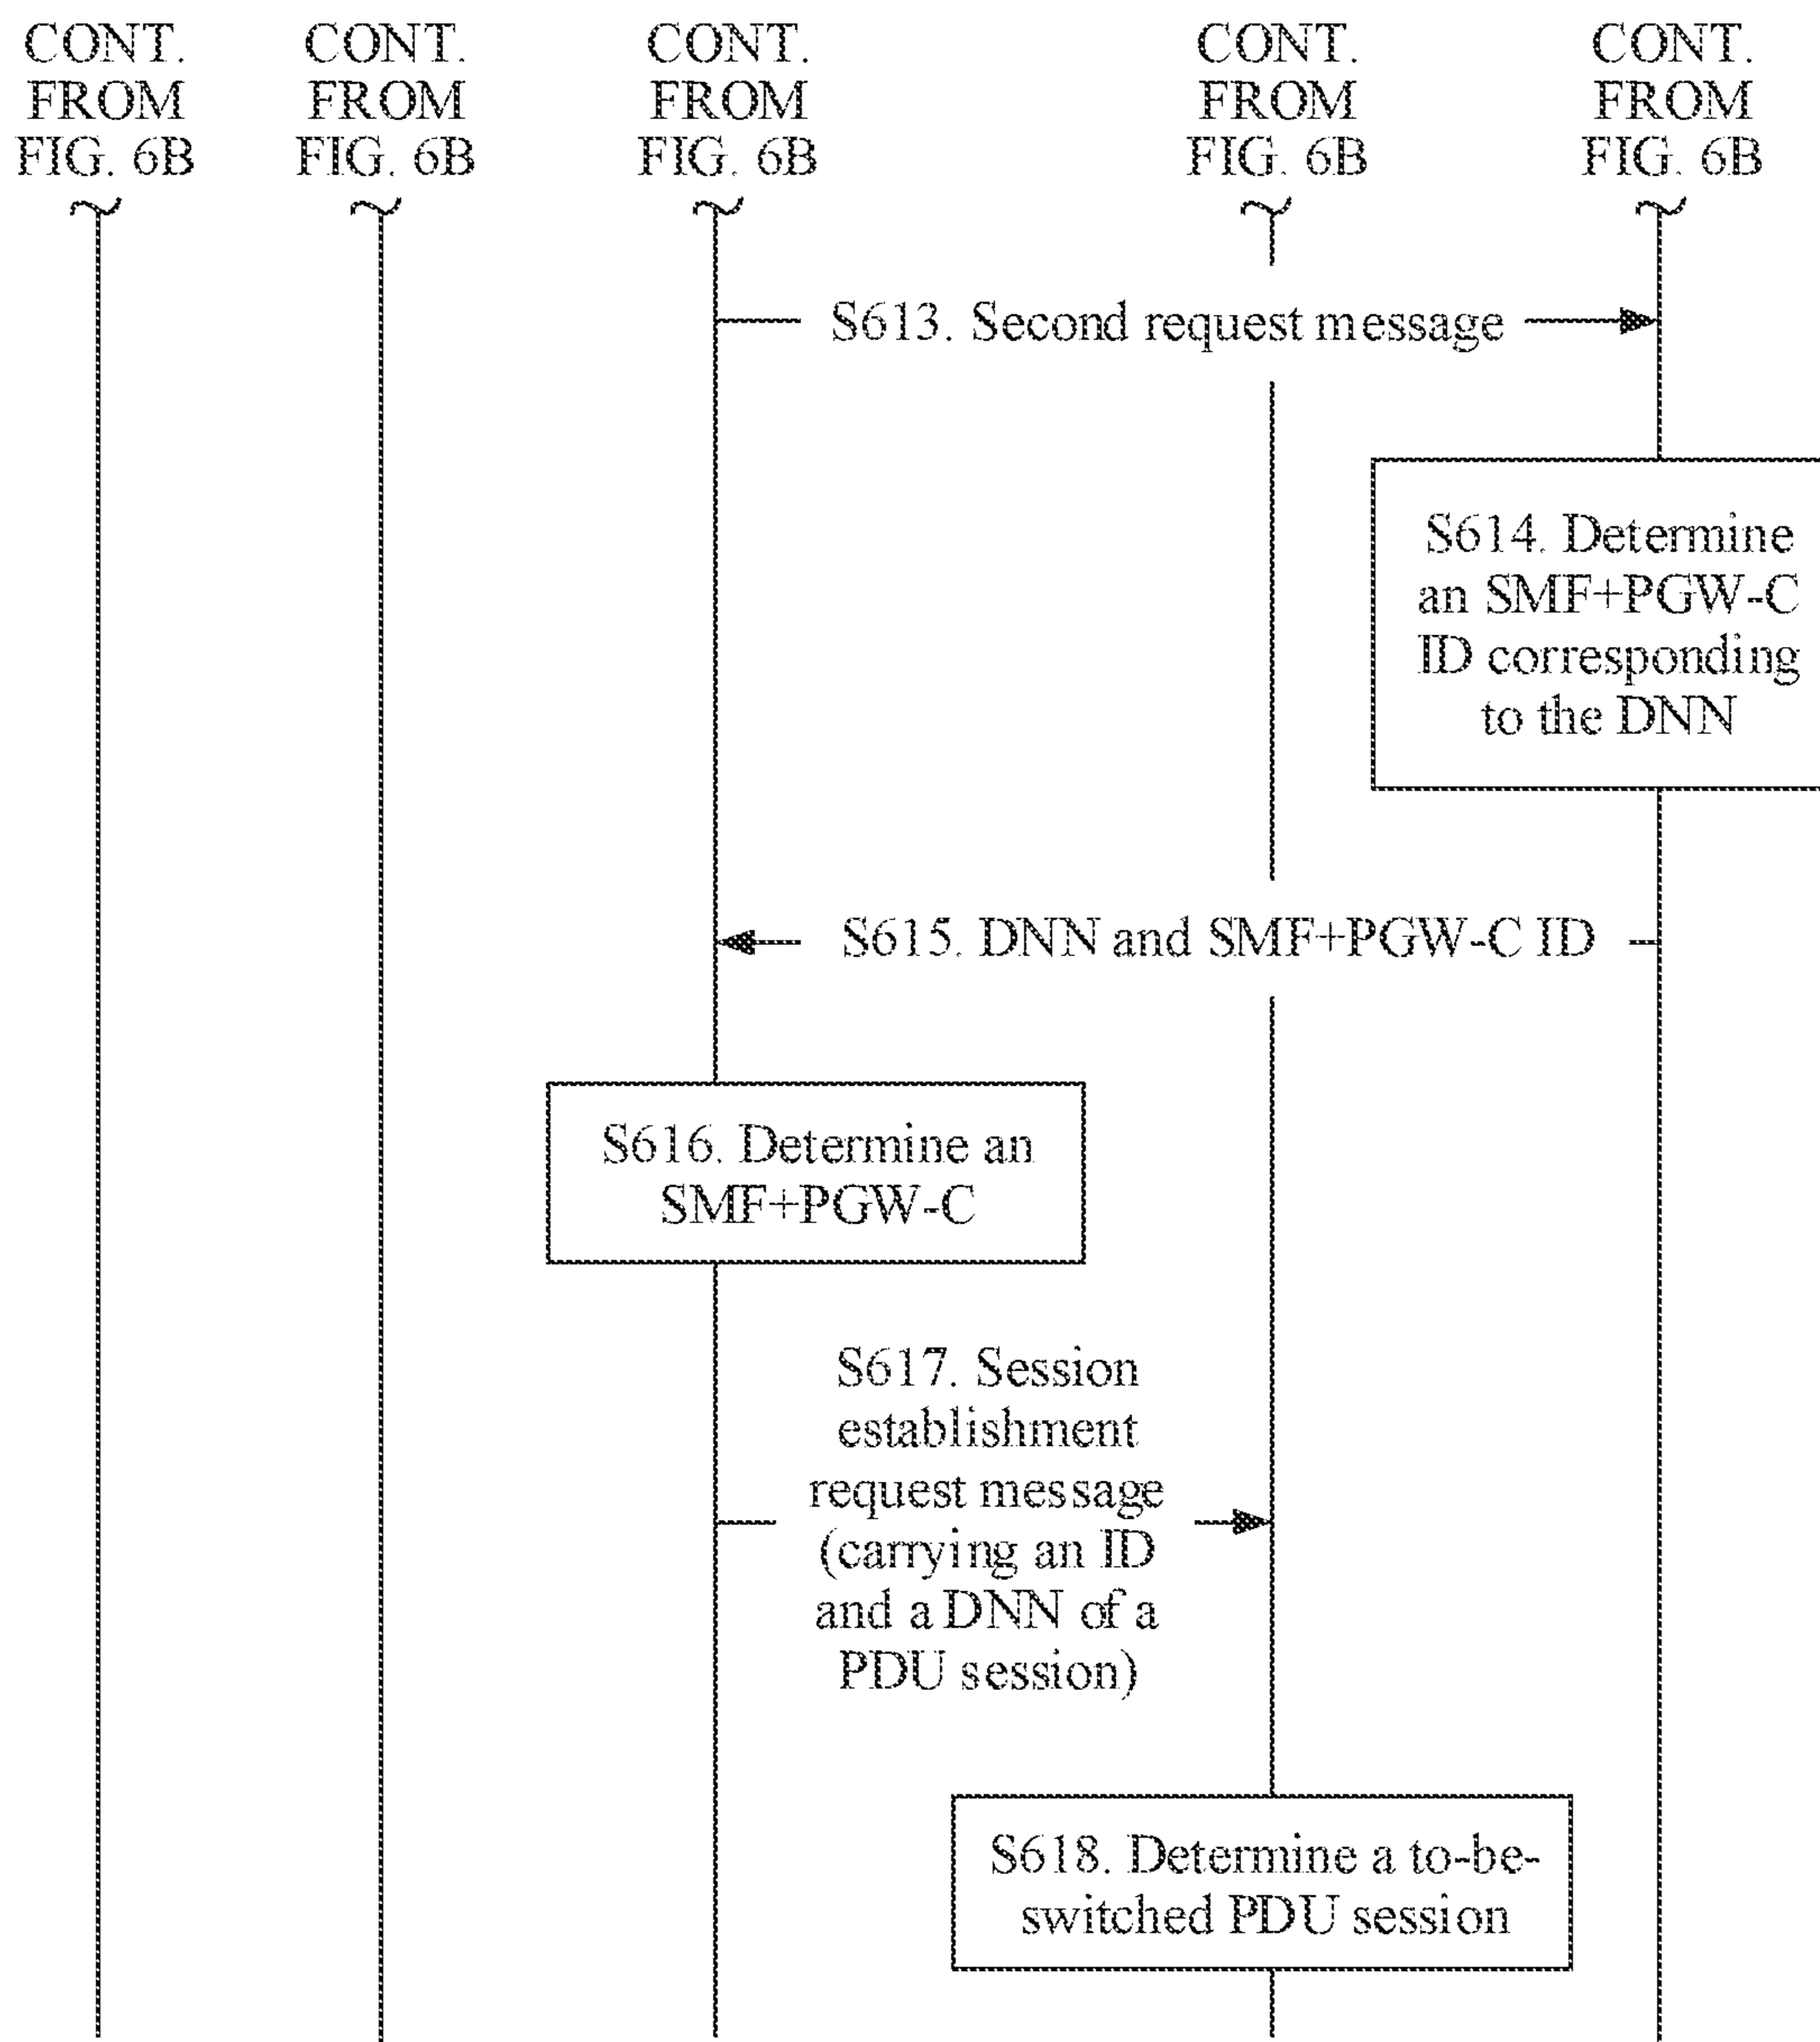 CONT.
FROM
FIG. 6B
CONT.
FROM
FIG. 6B
CONT.
FROM
FIG. 6B
CONT.
FROM
FIG. 6B
CONT.
FROM
FIG. 6B
S613. Second request message
S614. Determine
an SMF+PGW-C
ID corresponding
to the DNN
S615. DNN and SMF+PGW-C ID
S616. Determine an
SMF+PGW-C
S617. Session
establishment
request message
(carrying an ID
and a DNN of a
PDU session)
S618. Determine a to-be-
switched PDU session